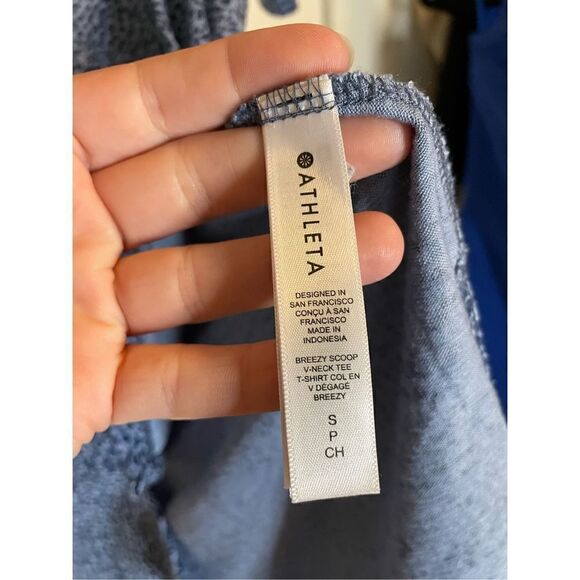 ATHLETA
DESIGNED IN
SAN FRANCISCO
CONÇU À SAN
FRANCISCO
MADE IN
INDONESIA
BREEZY SCOOP
V-NECK TEE
T-SHIRT COL EN
V DÉGAGÉ
BREEZY
S
P
CH